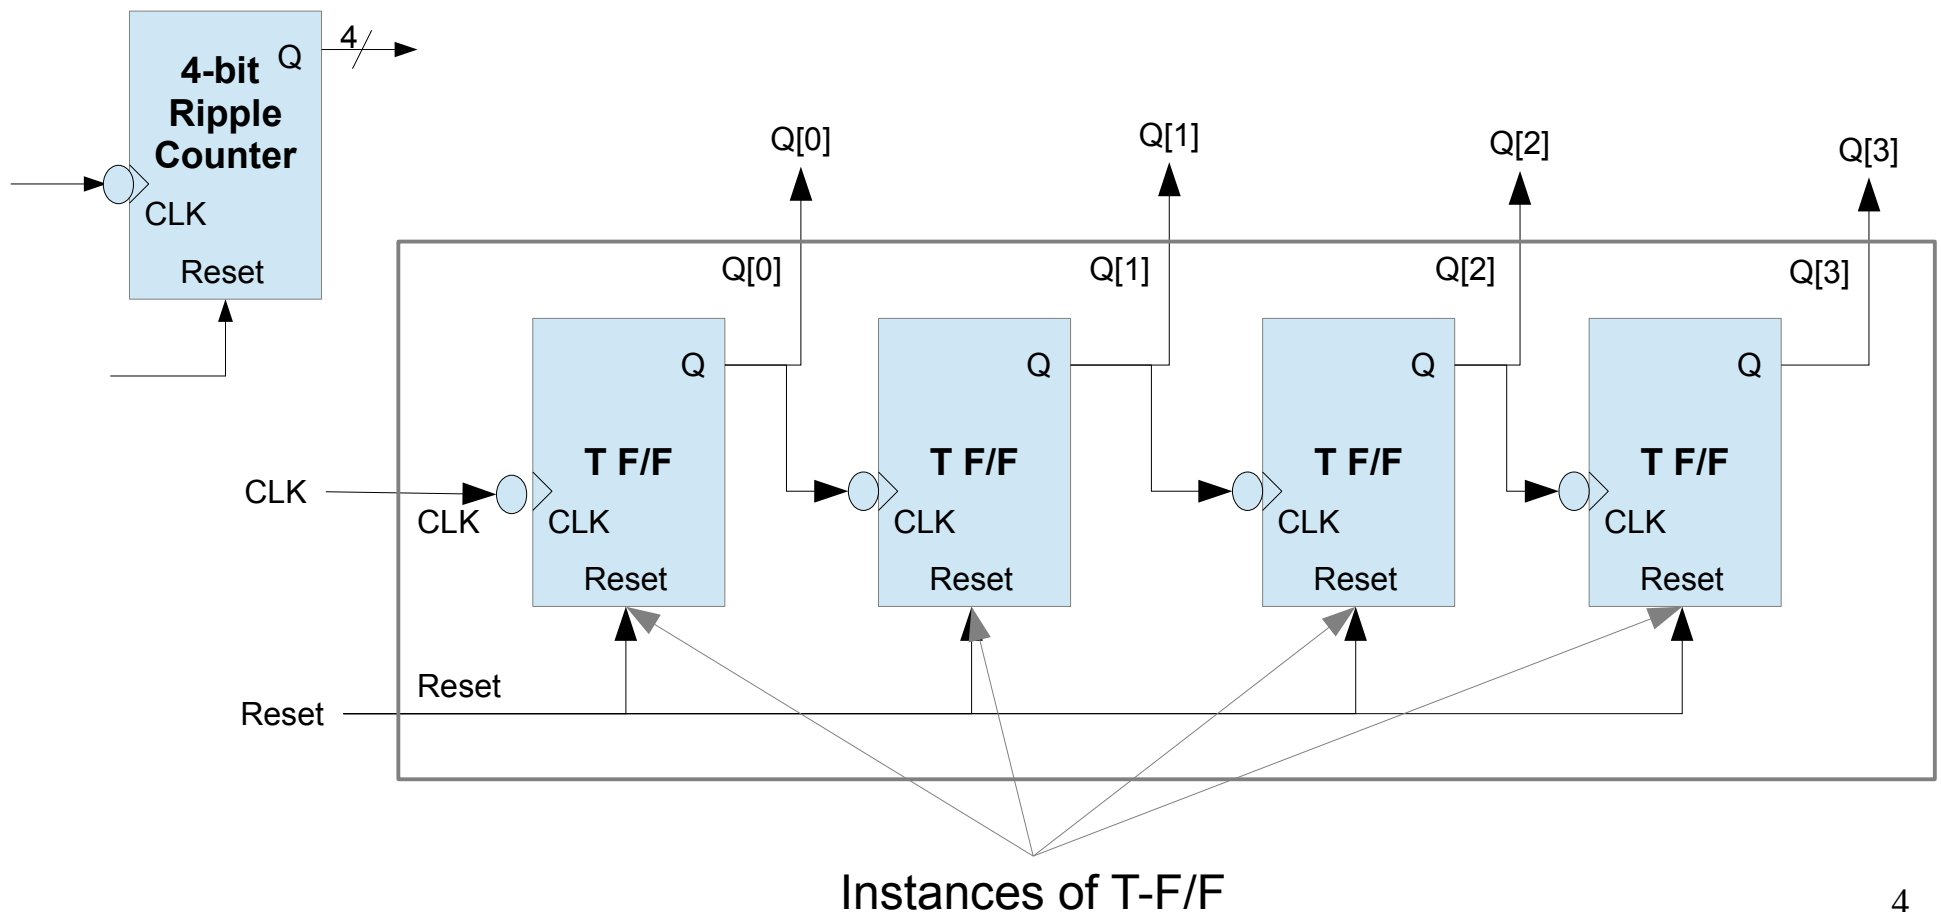 4-bit
Ripple
Counter
Q
4
CLK
Reset
Q[0]
Q[1]
Q[2]
Q[3]
Q[0]
Q[1]
Q[2]
Q[3]
Q
Q
Q
Q
T F/F
T F/F
T F/F
T F/F
CLK
CLK
CLK
CLK
CLK
CLK
Reset
Reset
Reset
Reset
Reset
Reset
Instances of T-F/F
4